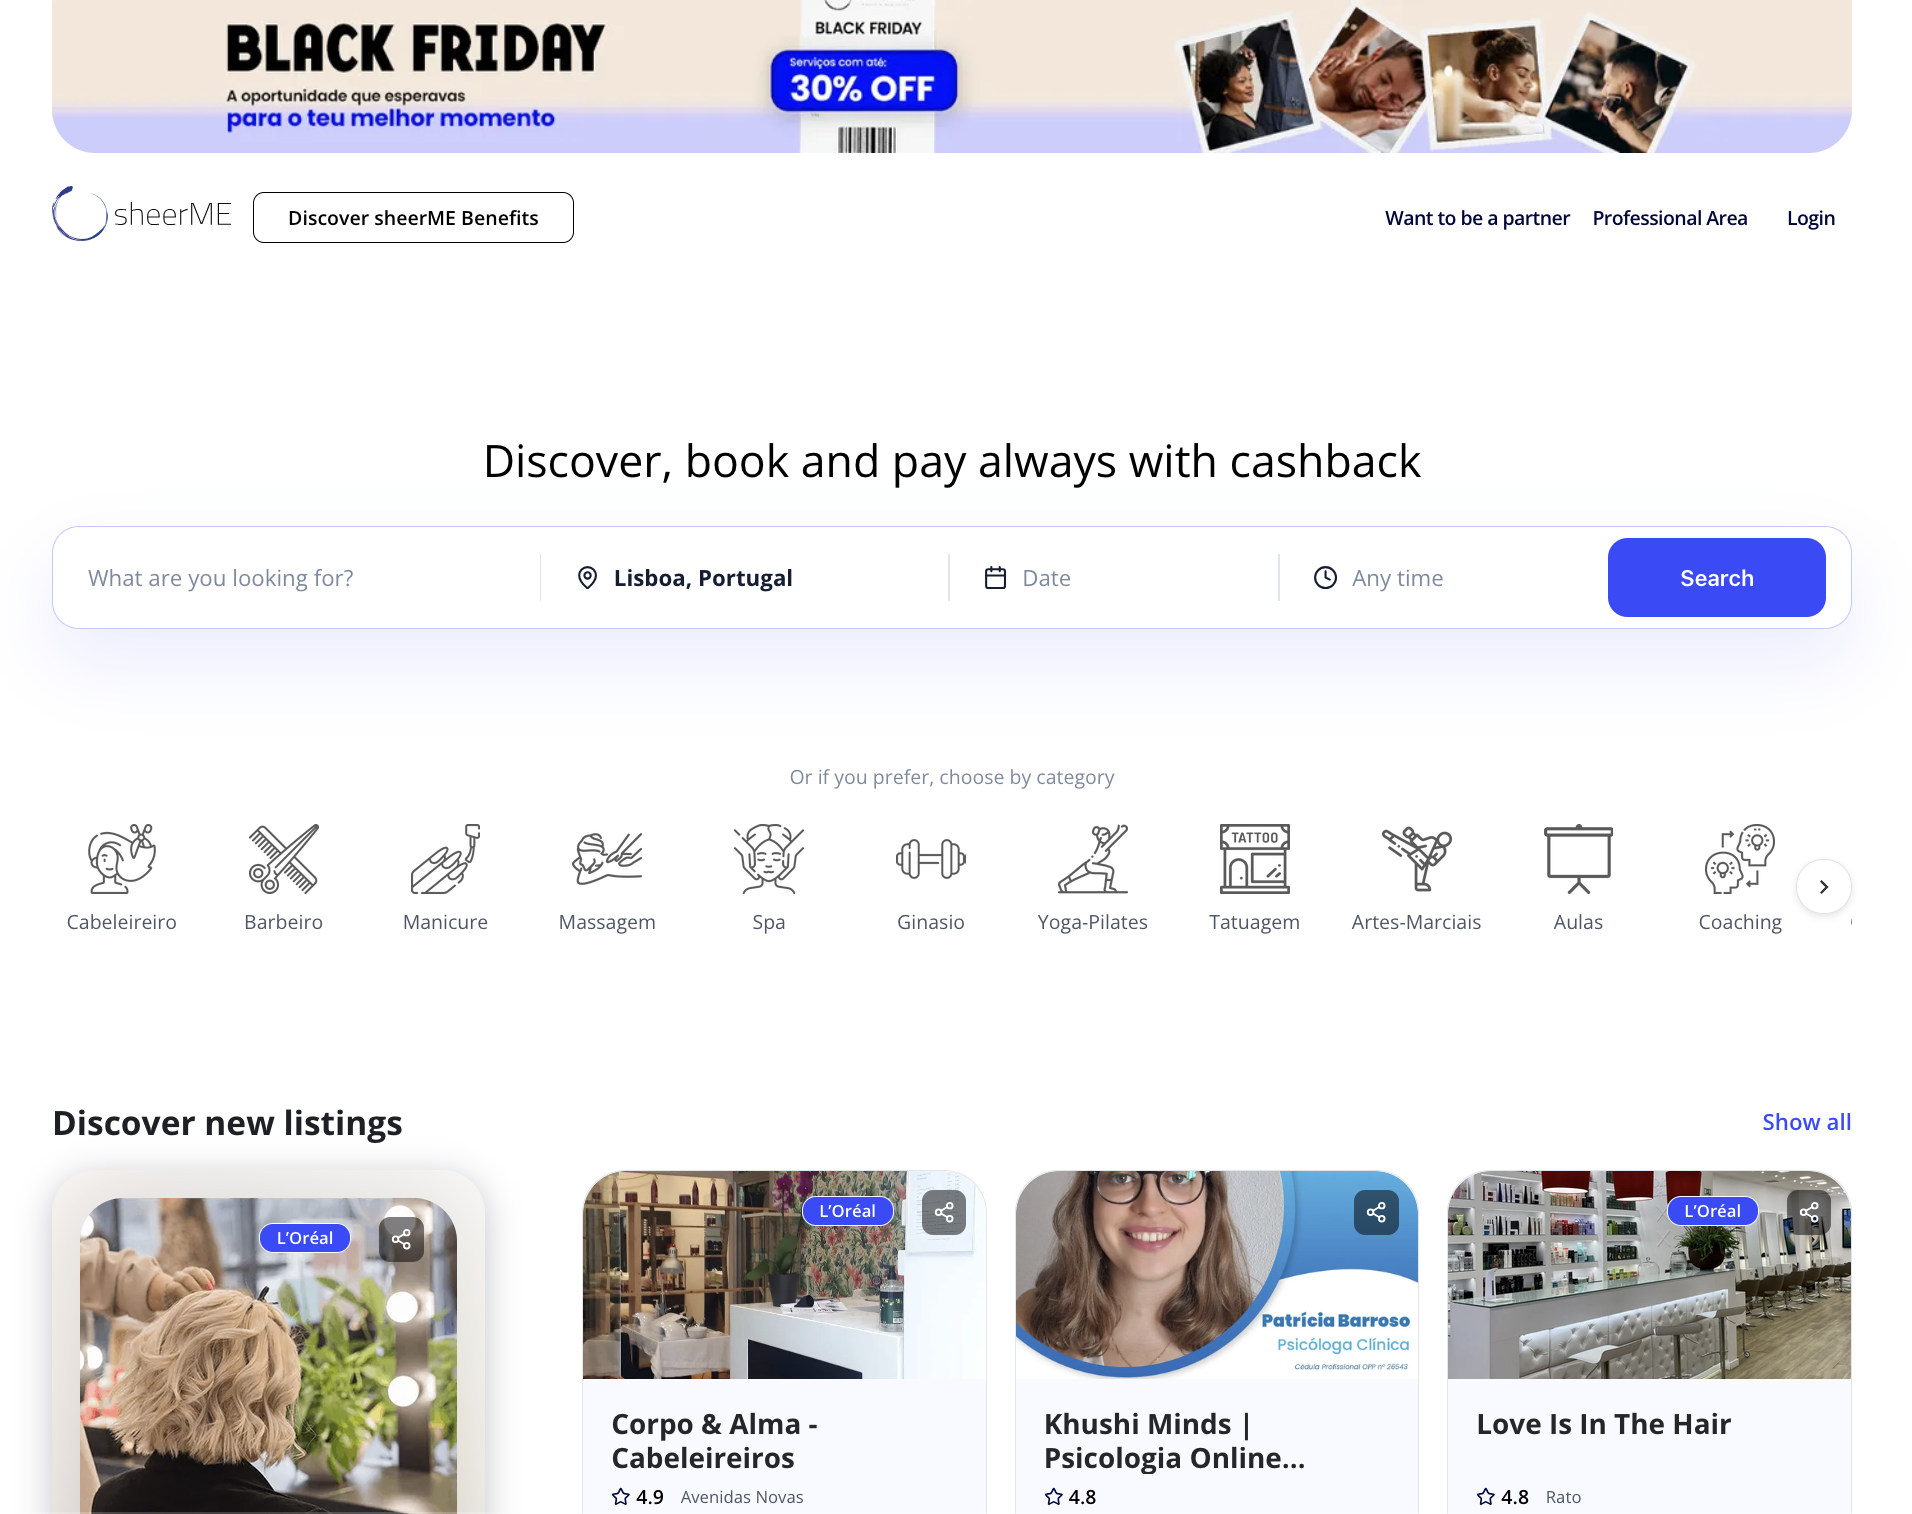 BLACK FRIDAY
A oportunidade que esperavas
para o teu melhor momento
BLACK FRIDAY
Serviços com até:
30% OFF
sheerME
Discover sheerME Benefits
Want to be a partner
Professional Area
Login
Discover, book and pay always with cashback
What are you looking for?
Lisboa, Portugal
Date
Any time
Search
Or if you prefer, choose by category
TATTOO
Cabeleireiro
Barbeiro
Manicure
Massagem
Spa
Ginasio
Yoga-Pilates
Tatuagem
Artes-Marciais
Aulas
Coaching
Discover new listings
Show all
L'Oréal
L'Oréal
Patrícia Barroso
Psicóloga Clínica
Cédula Profissional OPP nº 26543
L'Oréal
Corpo & Alma -
Cabeleireiros
4.9 Avenidas Novas
Khushi Minds |
Psicologia Online...
4.8
Love Is In The Hair
4.8 Rato